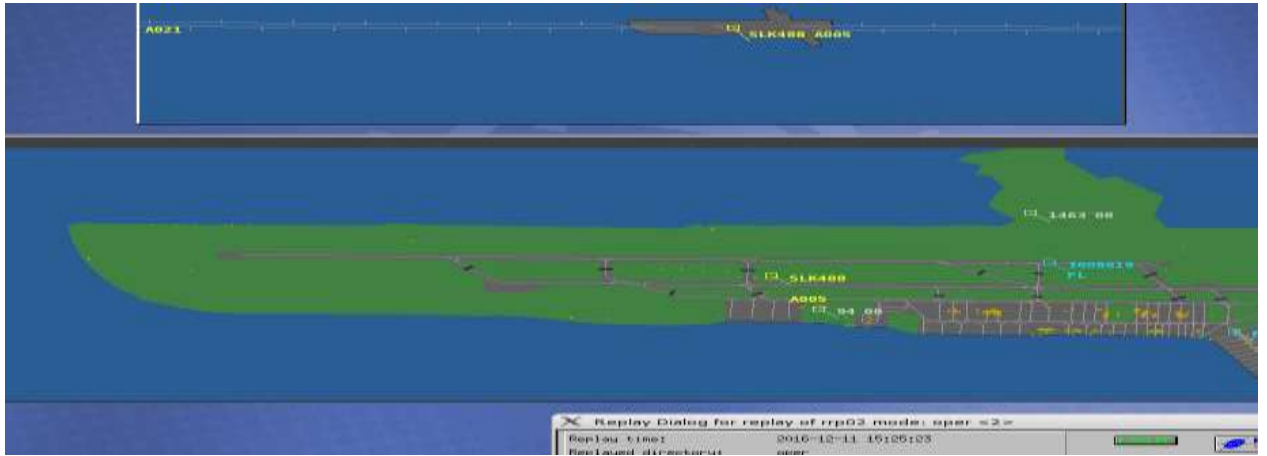 A021
SLK488 A005
1463 00
SLK488
A005
94 00
FL
Replay Dialog for replay of rrp02 mode: oper <2>
Replay time: 2016-12-11 15:25:23
Replayed directory: oper